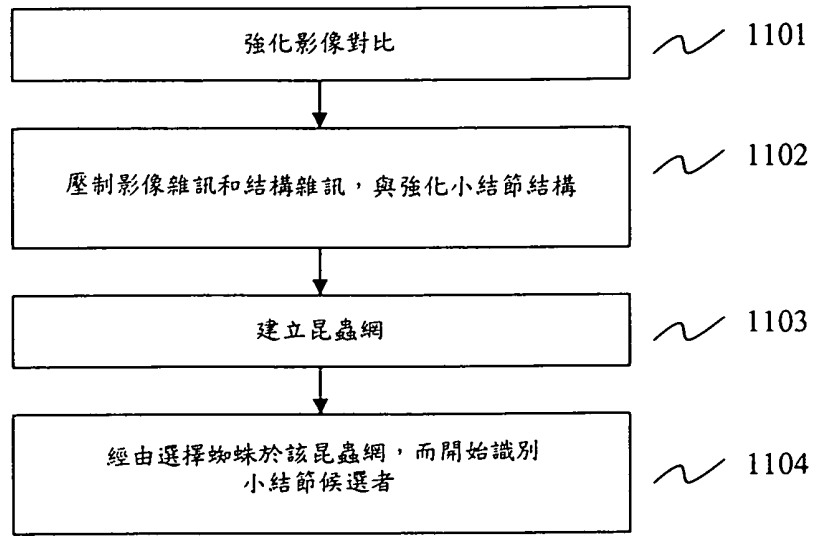 強化影像對比
1101
壓制影像雜訊和結構雜訊，與強化小結節結構
1102
建立昆蟲網
1103
經由選擇蜘蛛於該昆蟲網，而開始識別
小結節候選者
1104